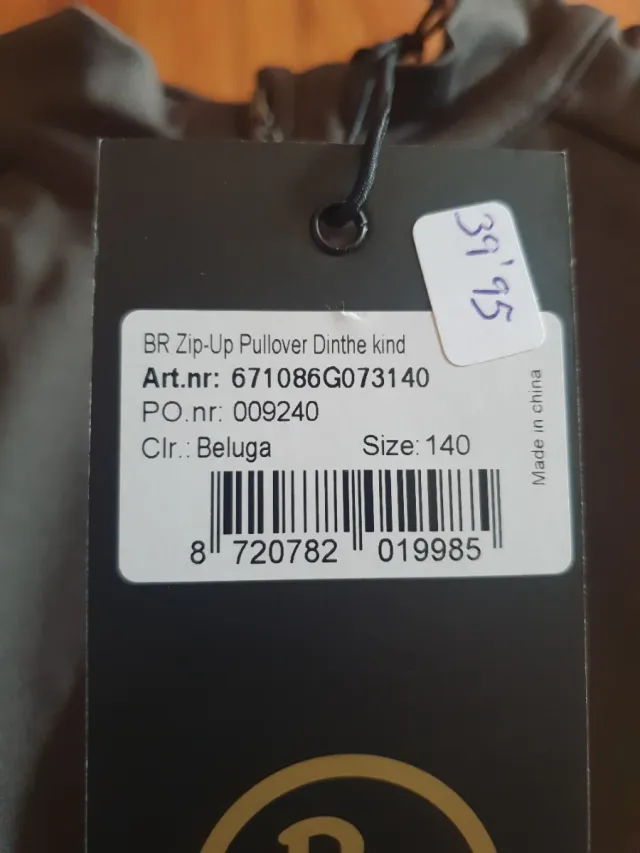 39'95
BR Zip-Up Pullover Dinthe kind
Art.nr: 671086G073140
PO.nr: 009240
Clr.: Beluga Size: 140
Made in china
8 720782 019985